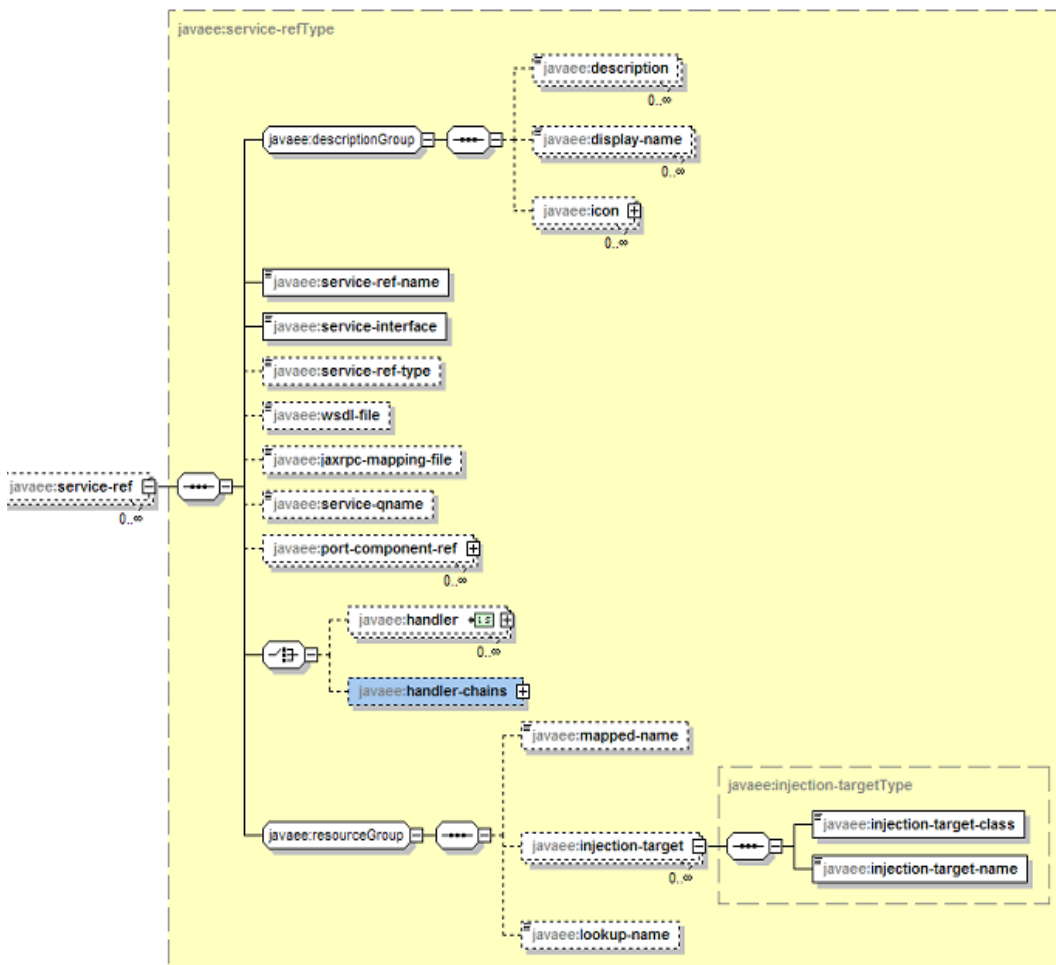 javaee:service-refType
javaee:description
0..∞
javaee:descriptionGroup
javaee:display-name
0..∞
javaee:icon
0..∞
javaee:service-ref-name
javaee:service-interface
javaee:service-ref-type
javaee:wsdl-file
javaee:jaxrpc-mapping-file
javaee:service-ref
0..∞
javaee:service-qname
javaee:port-component-ref
0..∞
javaee:handler
0..∞
javaee:handler-chains
javaee:mapped-name
javaee:injection-targetType
javaee:resourceGroup
javaee:injection-target
0..∞
javaee:injection-target-class
javaee:injection-target-name
javaee:lookup-name